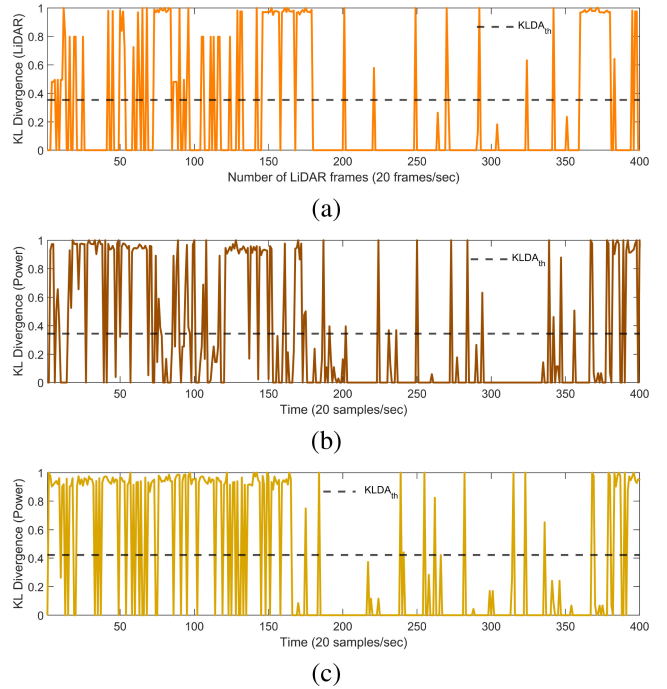 KL Divergence (LiDAR)
1
0.8
0.6
0.4
0.2
0
KLDA_th
50 100 150 200 250 300 350 400
Number of LiDAR frames (20 frames/sec)
(a)
KL Divergence (Power)
1
0.8
0.6
0.4
0.2
0
KLDA_th
50 100 150 200 250 300 350 400
Time (20 samples/sec)
(b)
KL Divergence (Power)
1
0.8
0.6
0.4
0.2
0
KLDA_th
50 100 150 200 250 300 350 400
Time (20 samples/sec)
(c)